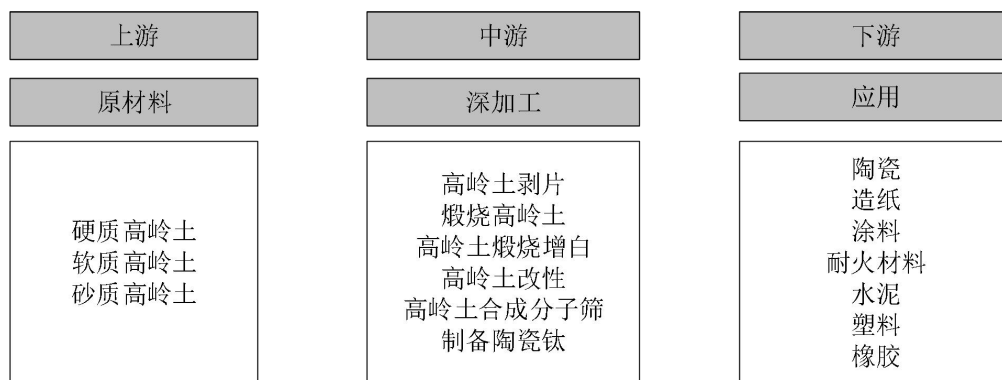 上游
原材料
硬质高岭土
软质高岭土
砂质高岭土
中游
深加工
高岭土剥片
煅烧高岭土
高岭土煅烧增白
高岭土改性
高岭土合成分子筛
制备陶瓷钛
下游
应用
陶瓷
造纸
涂料
耐火材料
水泥
塑料
橡胶